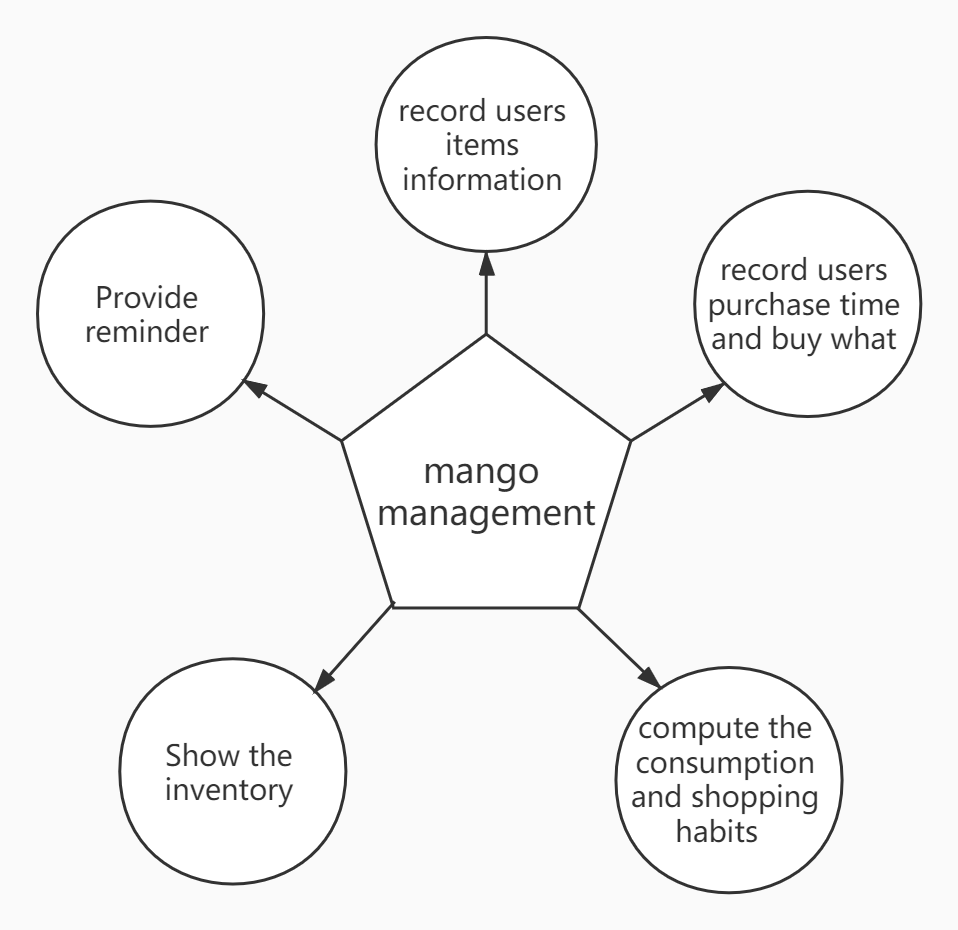 record users
items
information
record users
purchase time
and buy what
Provide
reminder
mango
management
Show the
inventory
compute the
consumption
and shopping
habits